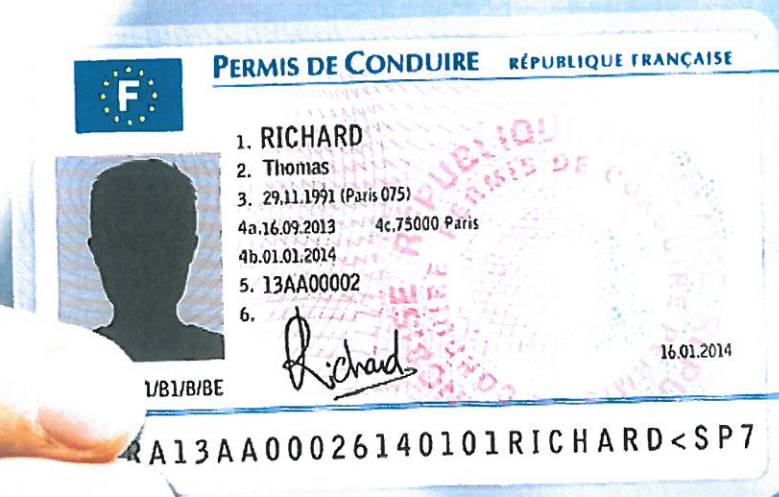 PERMIS DE CONDUIRE RÉPUBLIQUE FRANÇAISE
F
1. RICHARD
2. Thomas
3. 29.11.1991 (Paris 075)
4a.16.09.2013 4c.75000 Paris
4b.01.01.2014
5. 13AA00002
6.
Richard
16.01.2014
1/B1/B/BE
RA13AA00026140101RICHARD<SP7